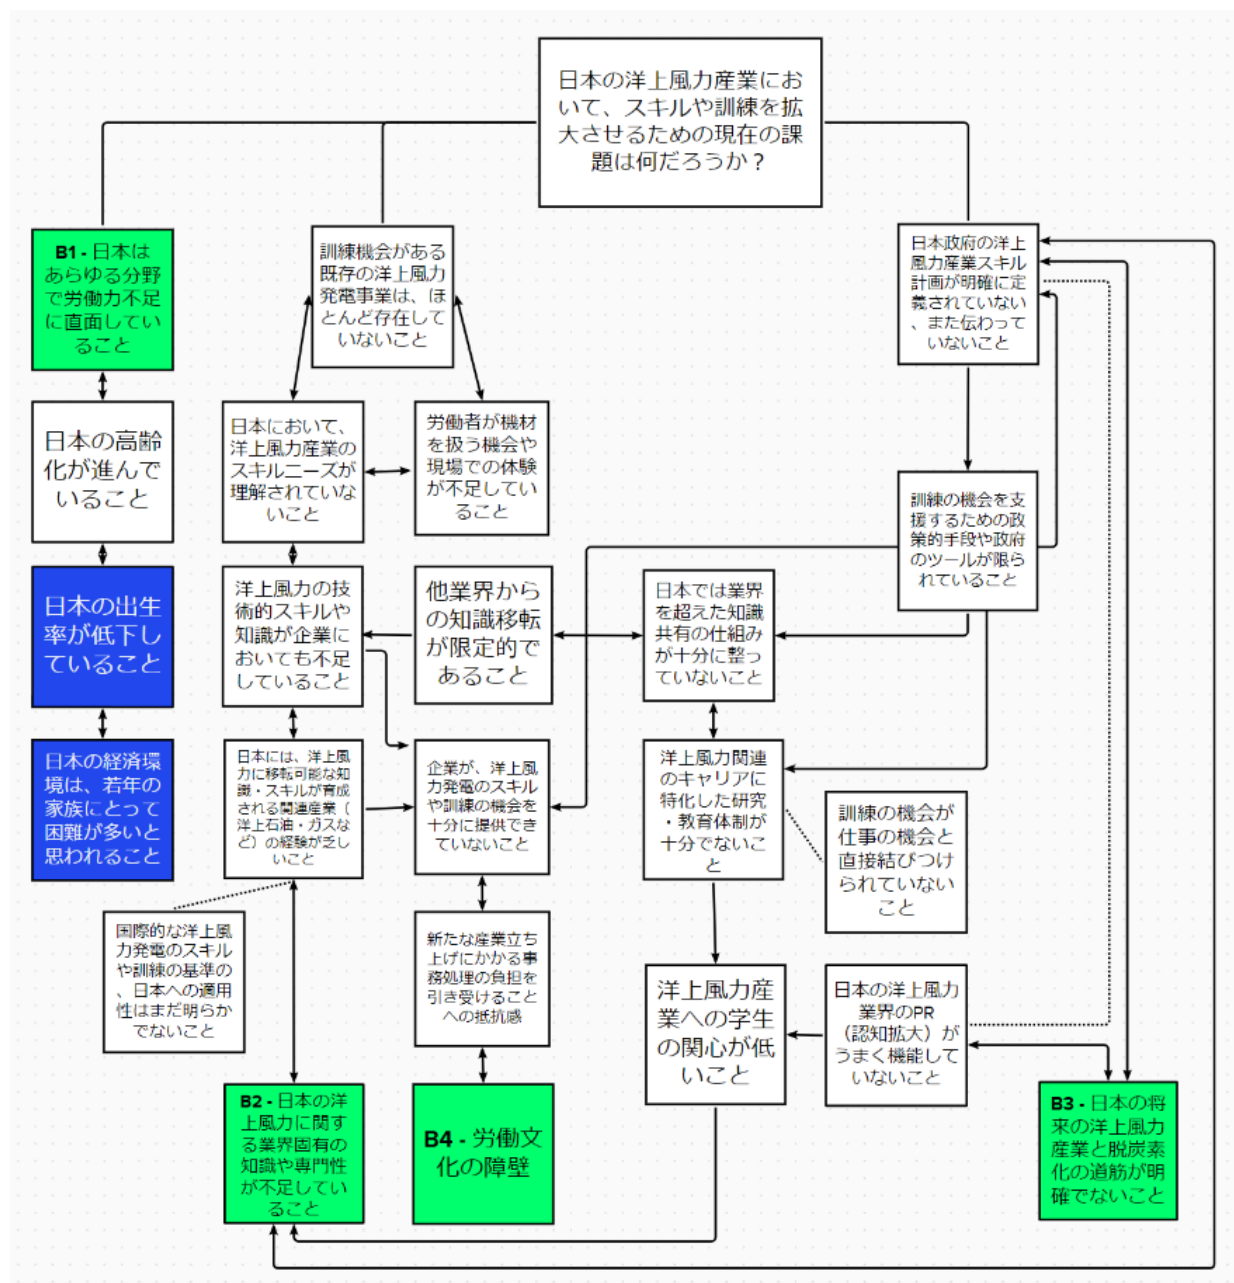 日本の洋上風力産業にお
いて、スキルや訓練を拡
大させるための現在の課
題は何だろうか？
B1 - 日本は
あらゆる分野
で労働力不足
に直面してい
ること
訓練機会がある
既存の洋上風力
発電事業は、ほ
とんど存在して
いないこと
日本政府の洋上
風力産業スキル
計画が明確に定
義されていない
、また伝わって
いないこと
日本の高齢
化が進んで
いること
日本において、
洋上風力産業の
スキルニーズが
理解されていな
いこと
労働者が機材
を扱う機会や
現場での体験
が不足してい
ること
訓練の機会を支
援するための政
策的手段や政府
のツールが限ら
れていること
日本の出生
率が低下し
ていること
洋上風力の技
術的スキルや
知識が企業に
おいても不足
していること
他業界から
の知識移転
が限定的で
あること
日本では業界
を超えた知識
共有の仕組み
が十分に整っ
ていないこと
日本の経済環
境は、若年の
家族にとって
困難が多いと
思われること
日本には、洋上風
力に移転可能な知
識・スキルが育成
される関連産業（
洋上石油・ガスな
ど）の経験が乏し
いこと
企業が、洋上風
力発電のスキル
や訓練の機会を
十分に提供でき
ていないこと
洋上風力関連
のキャリアに
特化した研究
・教育体制が
十分でないこ
と
訓練の機会が
仕事の機会と
直接結びつけ
られていない
こと
国際的な洋上風
力発電のスキル
や訓練の基準の
、日本への適用
性はまだ明らか
でないこと
新たな産業立ち
上げにかかる事
務処理の負担を
引き受けること
への抵抗感
洋上風力産
業への学生
の関心が低
いこと
日本の洋上風力
業界のPR
（認知拡大）が
うまく機能して
いないこと
B2 - 日本の洋
上風力に関す
る業界固有の
知識や専門性
が不足してい
ること
B4 - 労働文
化の障壁
B3 - 日本の将
来の洋上風力
産業と脱炭素
化の道筋が明
確でないこと